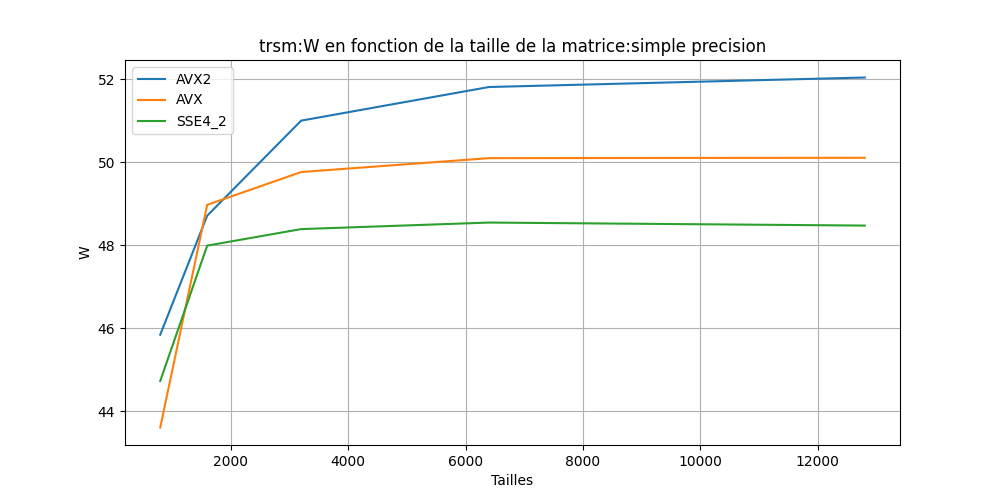 trsm:W en fonction de la taille de la matrice:simple precision
AVX2
AVX
SSE4_2
52
50
48
46
44
W
2000
4000
6000
8000
10000
12000
Tailles